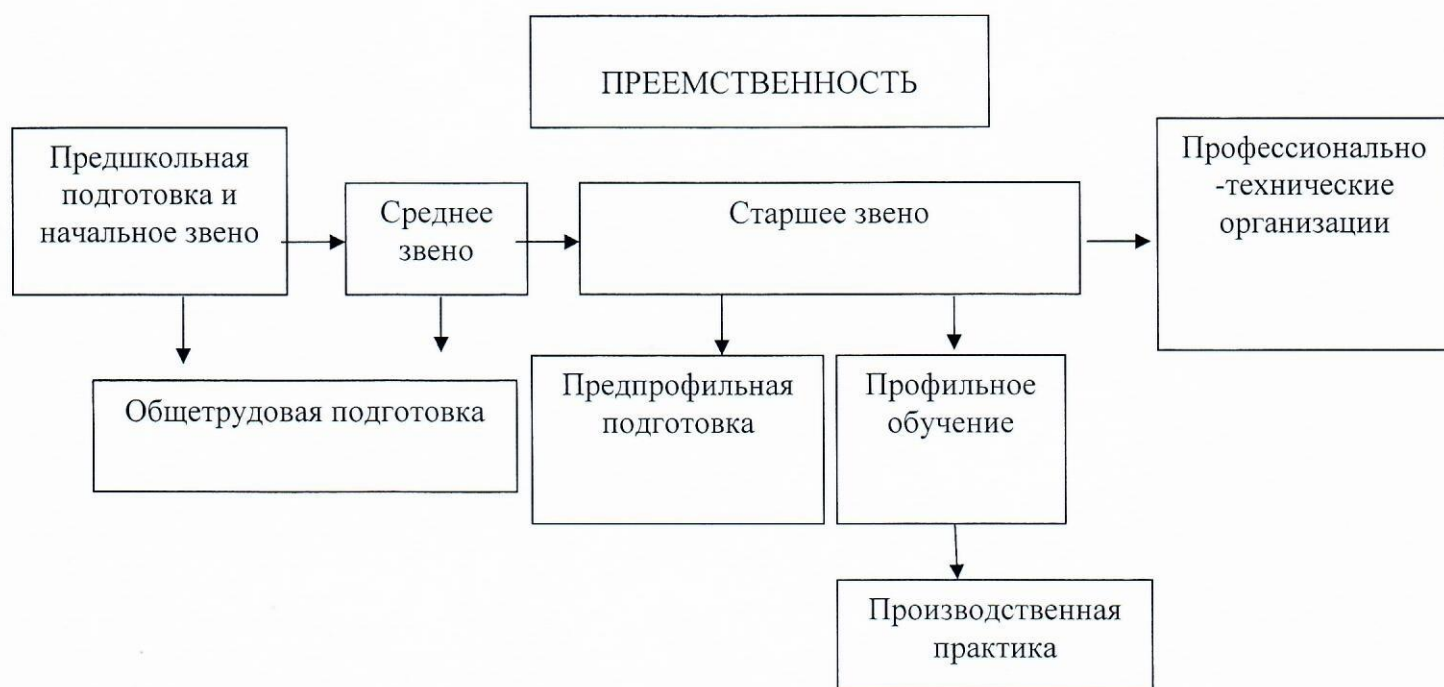 ПРЕЕМСТВЕННОСТЬ
Предшкольная
подготовка и
начальное звено
Среднее
звено
Старшее звено
Профессионально
-технические
организации
Общетрудовая подготовка
Предпрофильная
подготовка
Профильное
обучение
Производственная
практика